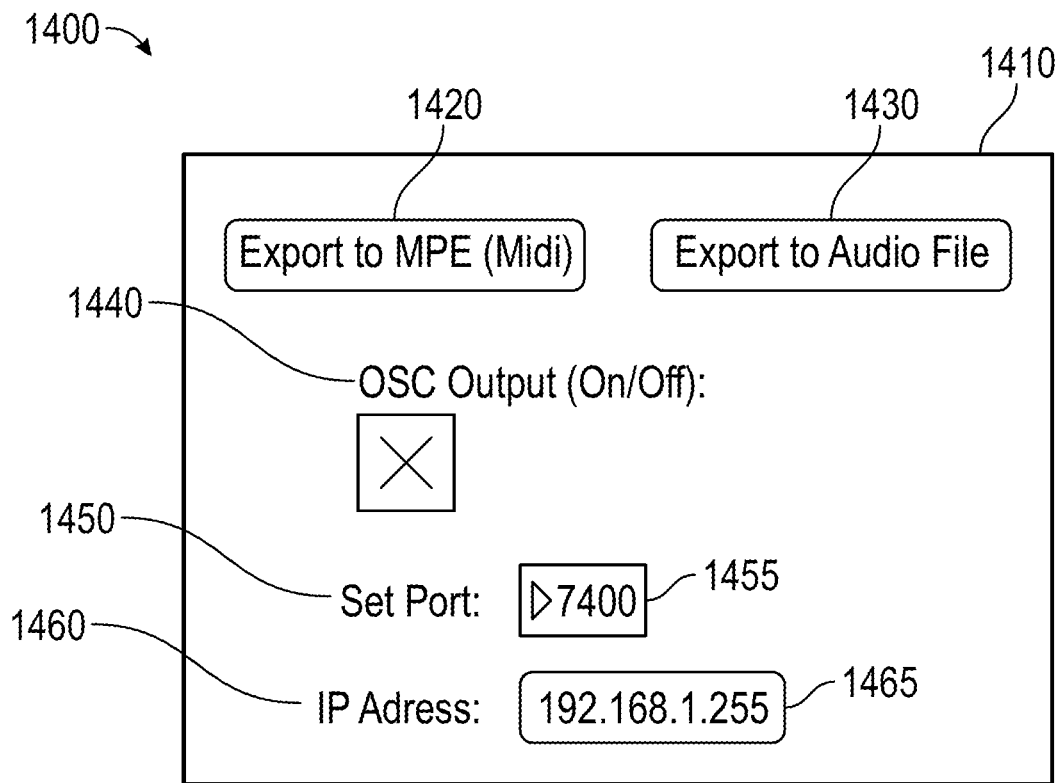 1400
1410
1420
1430
Export to MPE (Midi)
Export to Audio File
1440
OSC Output (On/Off):
1450
Set Port:
7400
1455
1460
IP Adress:
192.168.1.255
1465